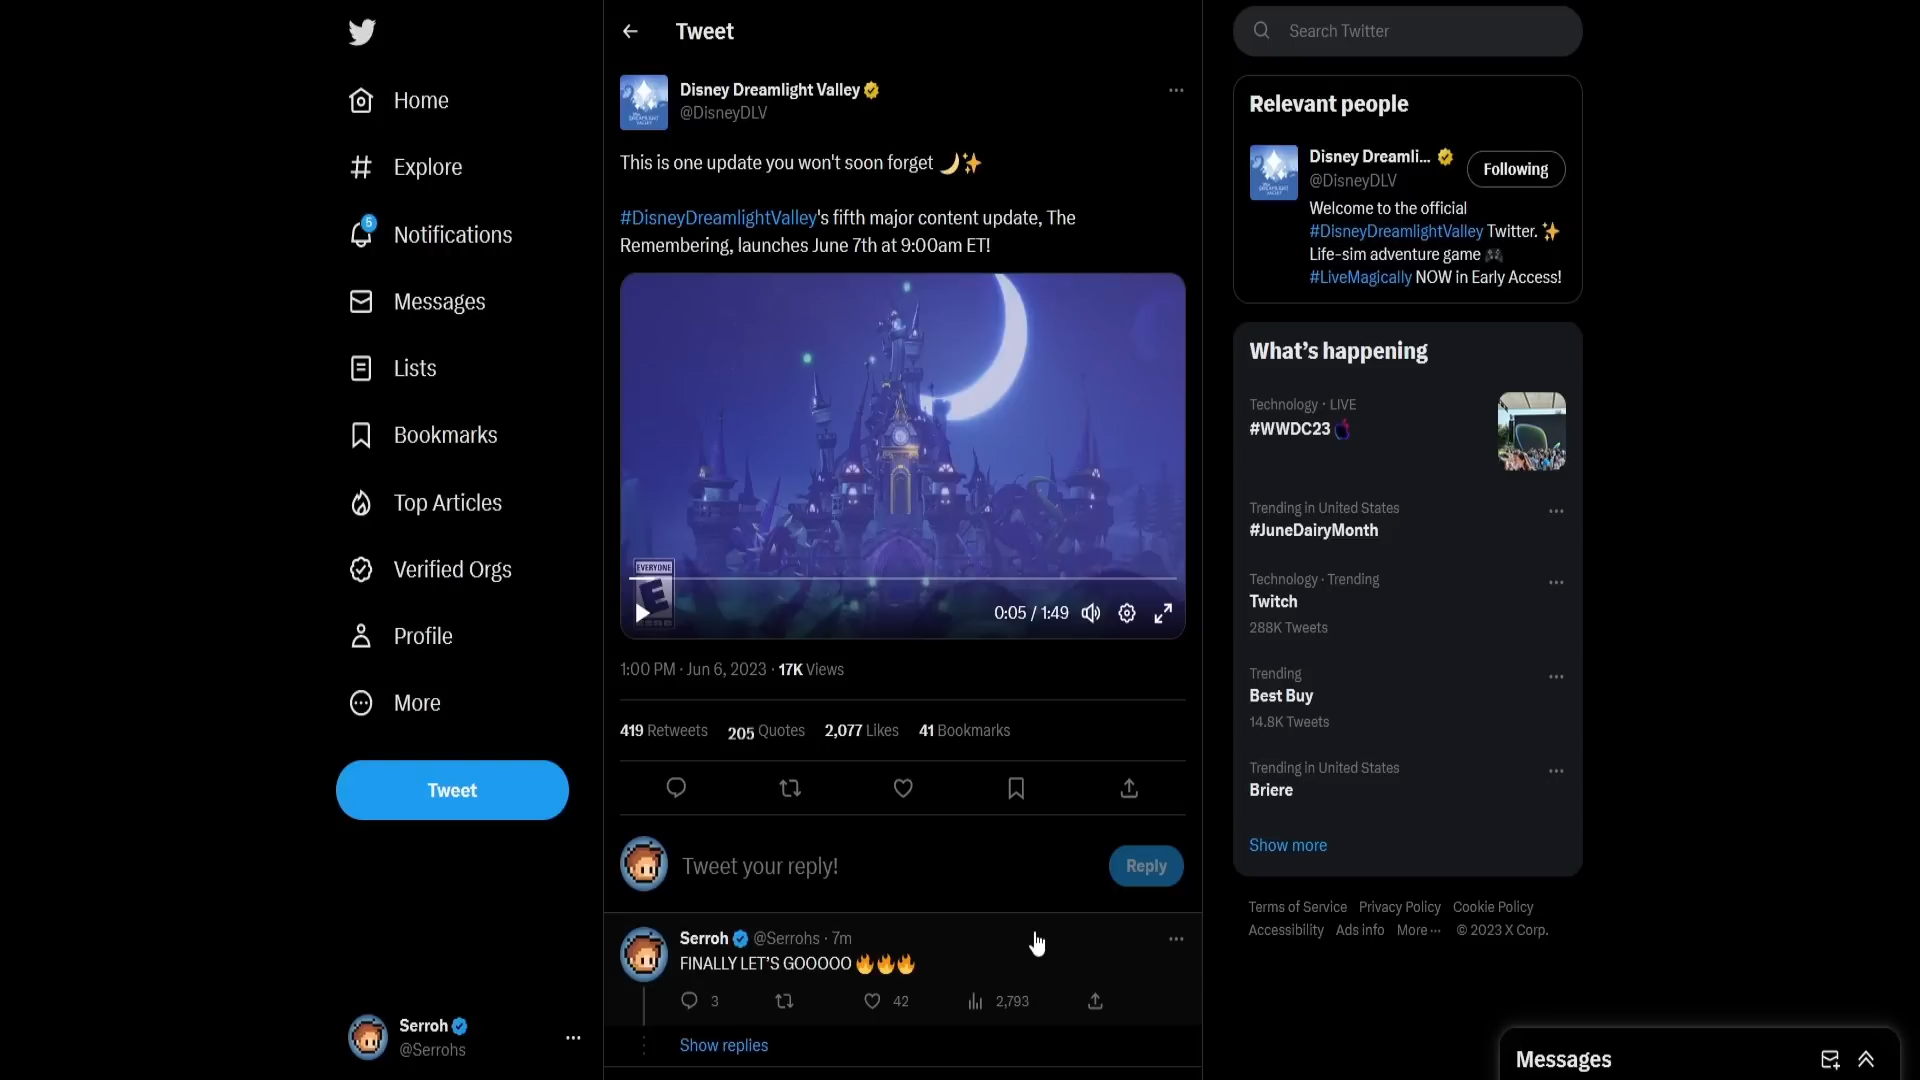 Home
Explore
5
Notifications
Messages
Lists
Bookmarks
Top Articles
Verified Orgs
Profile
More
Tweet
Serroh
@Serrohs
Tweet
Disney Dreamlight Valley
@DisneyDLV
This is one update you won't soon forget 🌙✨
#DisneyDreamlightValley's fifth major content update, The
Remembering, launches June 7th at 9:00am ET!
EVERYONE
E
0:05 / 1:49
1:00 PM · Jun 6, 2023 · 17K Views
419 Retweets 205 Quotes 2,077 Likes 41 Bookmarks
Tweet your reply!
Reply
Serroh @Serrohs · 7m
FINALLY LET'S GOOOOO 🔥🔥🔥
3 42 2,793
Show replies
Search Twitter
Relevant people
Disney Dreamli...
@DisneyDLV
Following
Welcome to the official
#DisneyDreamlightValley Twitter. ✨
Life-sim adventure game 🎮
#LiveMagically NOW in Early Access!
What's happening
Technology · LIVE
#WWDC23
Trending in United States
#JuneDairyMonth
Technology · Trending
Twitch
288K Tweets
Trending
Best Buy
14.8K Tweets
Trending in United States
Briere
Show more
Terms of Service Privacy Policy Cookie Policy
Accessibility Ads info More ··· © 2023 X Corp.
Messages